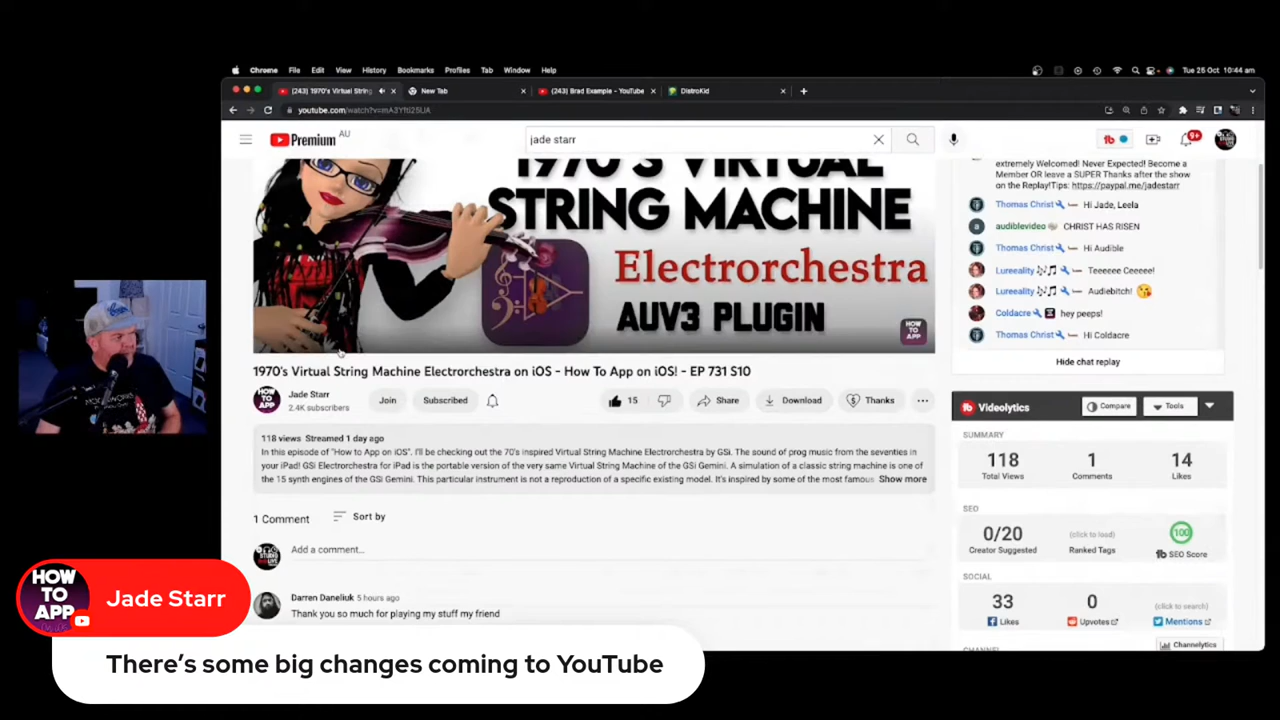 Chrome File Edit View History Bookmarks Profiles Tab Window Help
Tue 25 Oct 10:44 am
(243) 1970's Virtual String
New Tab
(243) Brad Example - YouTube
DistroKid
youtube.com/watch?v=mA3YftI25UA
Premium AU
jade starr
9+
1970'S VIRTUAL
STRING MACHINE
Electrorchestra
AUV3 PLUGIN
HOW
TO
APP
1970's Virtual String Machine Electrorchestra on iOS - How To App on iOS! - EP 731 S10
HOW
TO
APP
Jade Starr
2.4K subscribers
Join
Subscribed
15
Share
Download
Thanks
118 views Streamed 1 day ago
In this episode of "How to App on iOS". I'll be checking out the 70's inspired Virtual String Machine Electrorchestra by GSi. The sound of prog music from the seventies in
your iPad! GSi Electrorchestra for iPad is the portable version of the very same Virtual String Machine of the GSi Gemini. A simulation of a classic string machine is one of
the 15 synth engines of the GSi Gemini. This particular instrument is not a reproduction of a specific existing model. It's inspired by some of the most famous Show more
1 Comment
Sort by
Add a comment...
Darren Daneliuk 5 hours ago
Thank you so much for playing my stuff my friend
extremely Welcomed! Never Expected! Become a
Member OR leave a SUPER Thanks after the show
on the Replay!Tips: https://paypal.me/jadestarr
Thomas Christ Hi Jade, Leela
audiblevideo CHRIST HAS RISEN
Thomas Christ Hi Audible
Lureeality Teeeeee Ceeeee!
Lureeality Audiebitch!
Coldacre hey peeps!
Thomas Christ Hi Coldacre
Hide chat replay
Videolytics
Compare
Tools
SUMMARY
118 1 14
Total Views Comments Likes
SEO
0/20 (click to load) 100
Creator Suggested Ranked Tags tb SEO Score
SOCIAL
33 0 (click to search)
Likes Upvotes Mentions
CHANNEL
Channelytics
HOW
TO
APP
Jade Starr
There's some big changes coming to YouTube